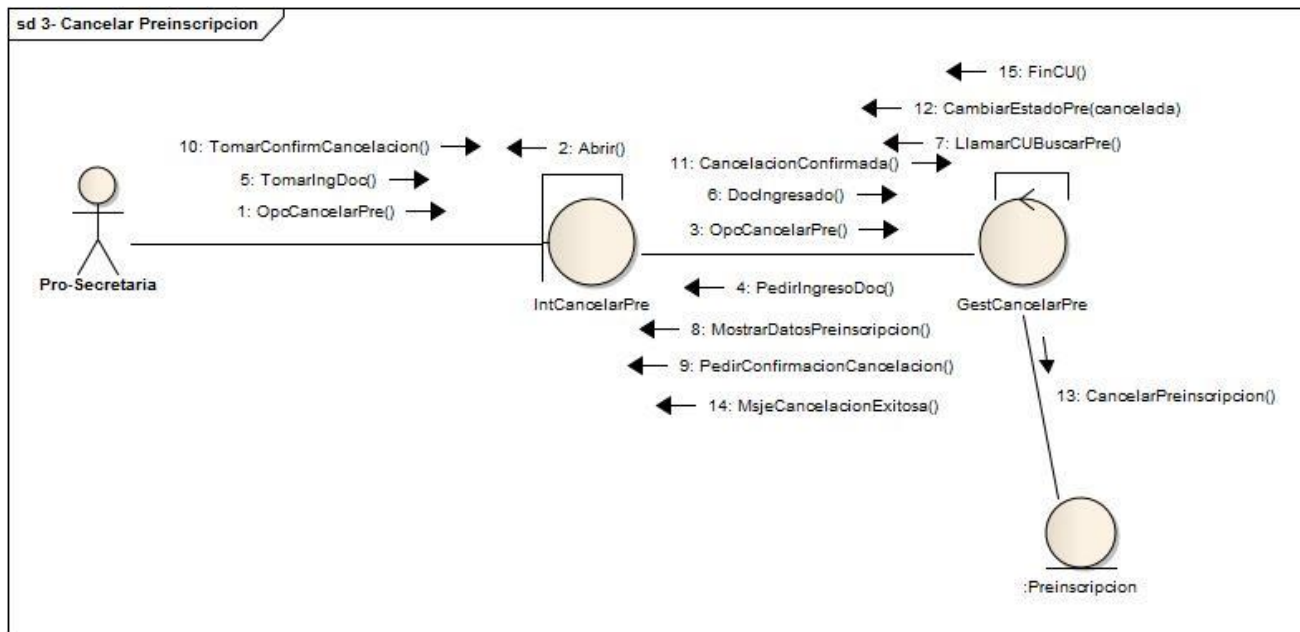 sd 3- Cancelar Preinscripcion
15: FinCU()
12: CambiarEstadoPre(cancelada)
10: TomarConfirmCancelacion()
2: Abrir()
7: LlamarCUBuscarPre()
11: CancelacionConfirmada()
5: TomarIngDoc()
6: DocIngresado()
1: OpcCancelarPre()
3: OpcCancelarPre()
Pro-Secretaria
IntCancelarPre
4: PedirIngresoDoc()
GestCancelarPre
8: MostrarDatosPreinscripcion()
9: PedirConfirmacionCancelacion()
13: CancelarPreinscripcion()
14: MsjeCancelacionExitosa()
:Preinscripcion